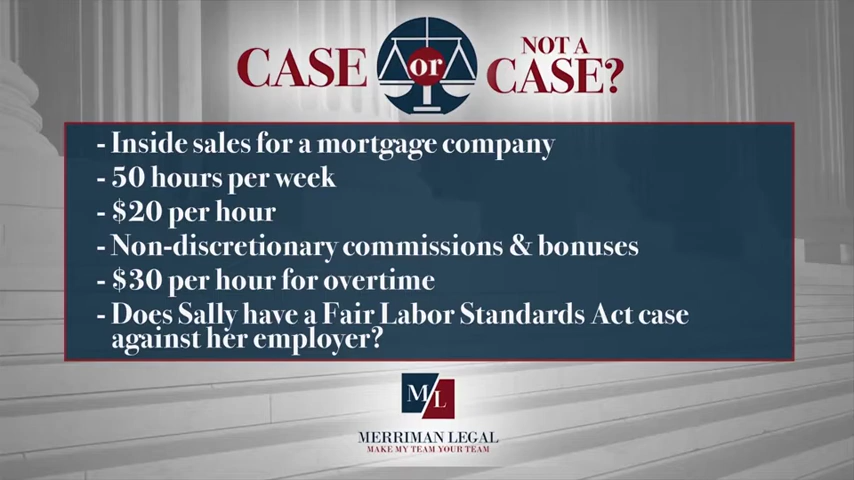 CASE or NOT A CASE?
- Inside sales for a mortgage company
- 50 hours per week
- $20 per hour
- Non-discretionary commissions & bonuses
- $30 per hour for overtime
- Does Sally have a Fair Labor Standards Act case
against her employer?
M/L
MERRIMAN LEGAL
MAKE MY TEAM YOUR TEAM